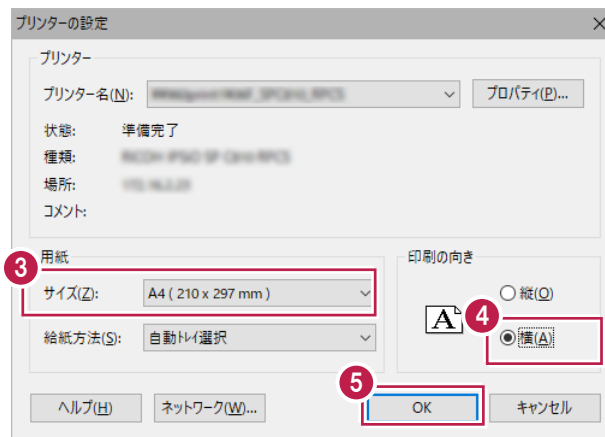 プリンターの設定
プリンター
プリンター名(N):
プロパティ(P)...
状態: 準備完了
種類:
場所:
コメント:
3
用紙
サイズ(Z): A4 ( 210 x 297 mm )
給紙方法(S): 自動トレイ選択
印刷の向き
A
縦(O)
4
横(A)
5
ヘルプ(H)
ネットワーク(W)...
OK
キャンセル